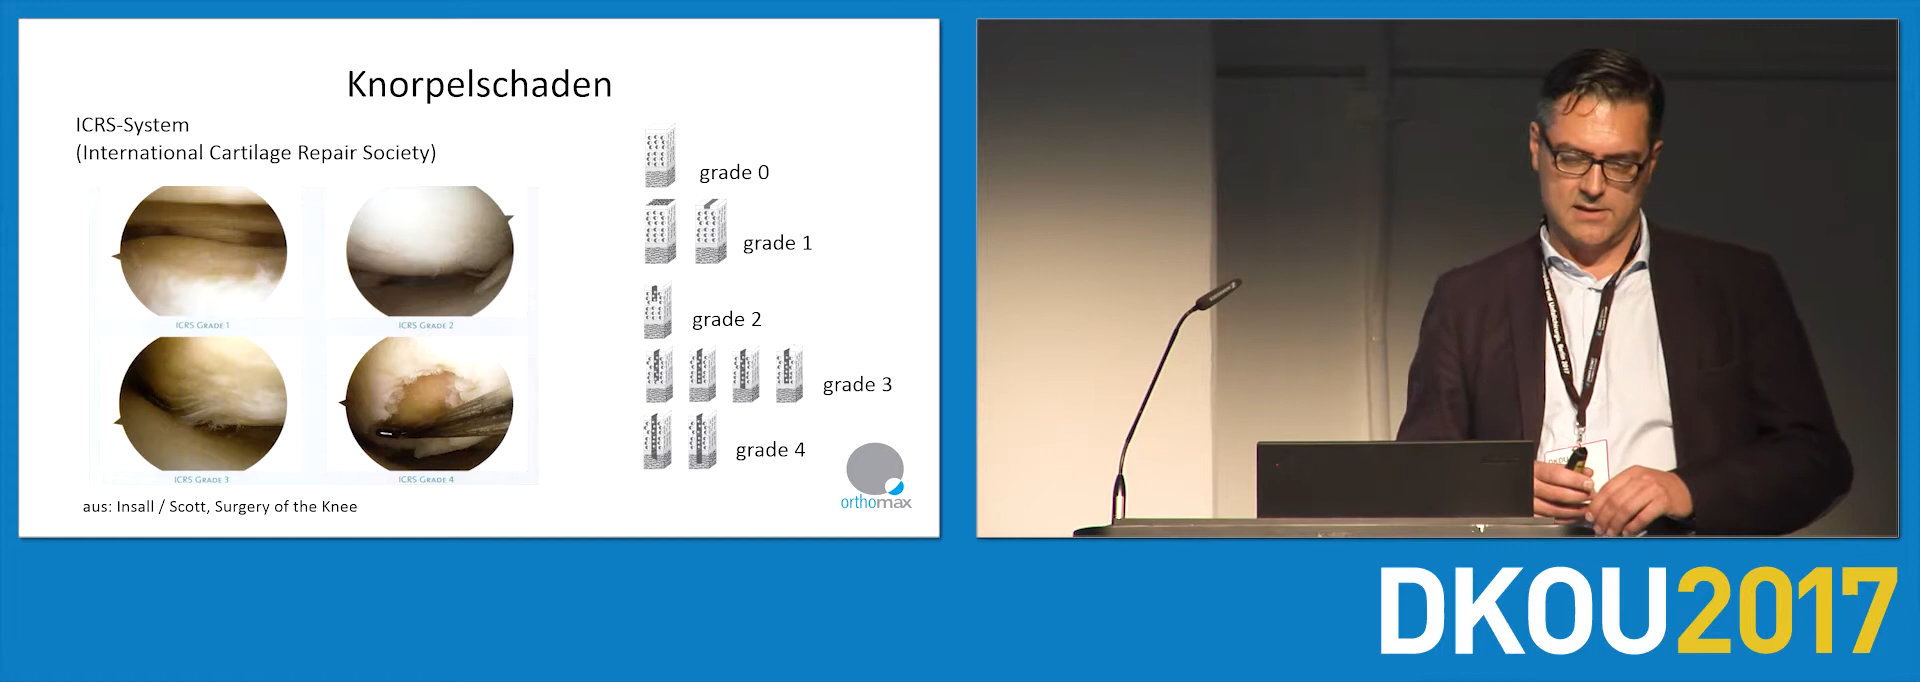 Knorpelschaden
ICRS-System
(International Cartilage Repair Society)
ICRS GRADE 1
ICRS GRADE 2
ICRS GRADE 3
ICRS GRADE 4
aus: Insall / Scott, Surgery of the Knee
grade 0
grade 1
grade 2
grade 3
grade 4
orthomax
DKOU
DKOU2017